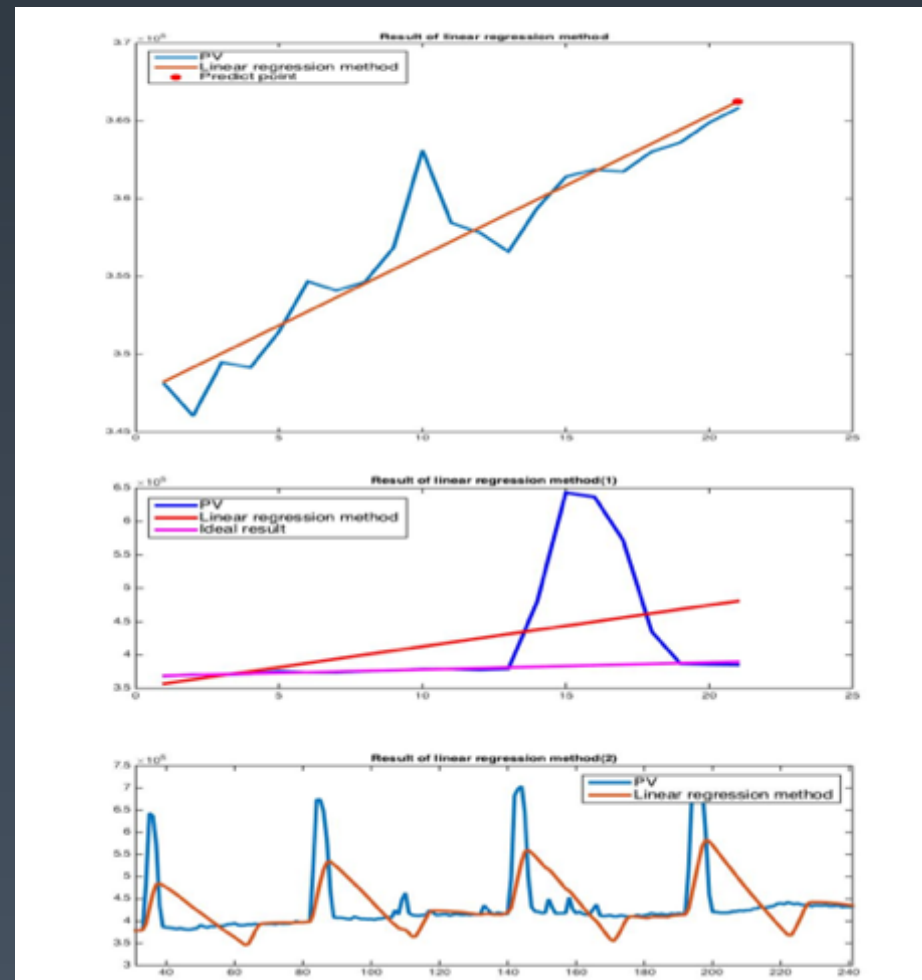 Result of linear regression method
3.7 ×10⁵
PV
Linear regression method
Predict point
3.65
3.6
3.55
3.5
3.45
0 5 10 15 20 25
Result of linear regression method(1)
6.5 ×10⁵
PV
Linear regression method
Ideal result
6
5.5
5
4.5
4
3.5
0 5 10 15 20 25
Result of linear regression method(2)
7.5 ×10⁵
PV
Linear regression method
7
6.5
6
5.5
5
4.5
4
3.5
3
40 60 80 100 120 140 160 180 200 220 240